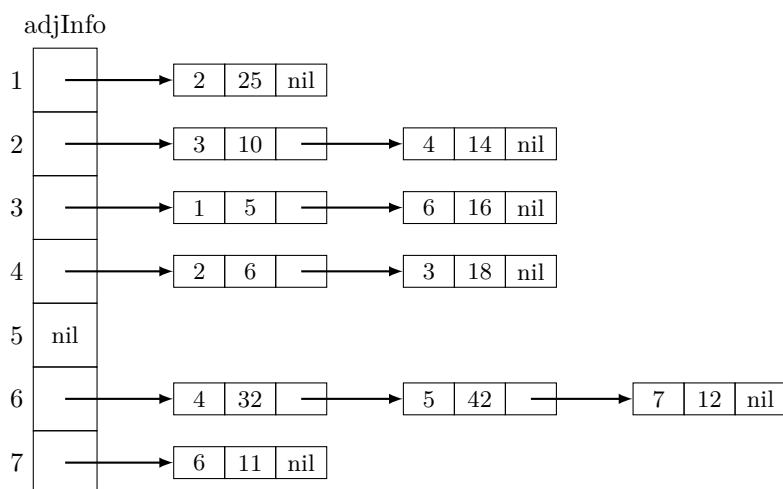 adjInfo
1 2 25 nil
2 3 10 4 14 nil
3 1 5 6 16 nil
4 2 6 3 18 nil
5 nil
6 4 32 5 42 7 12 nil
7 6 11 nil